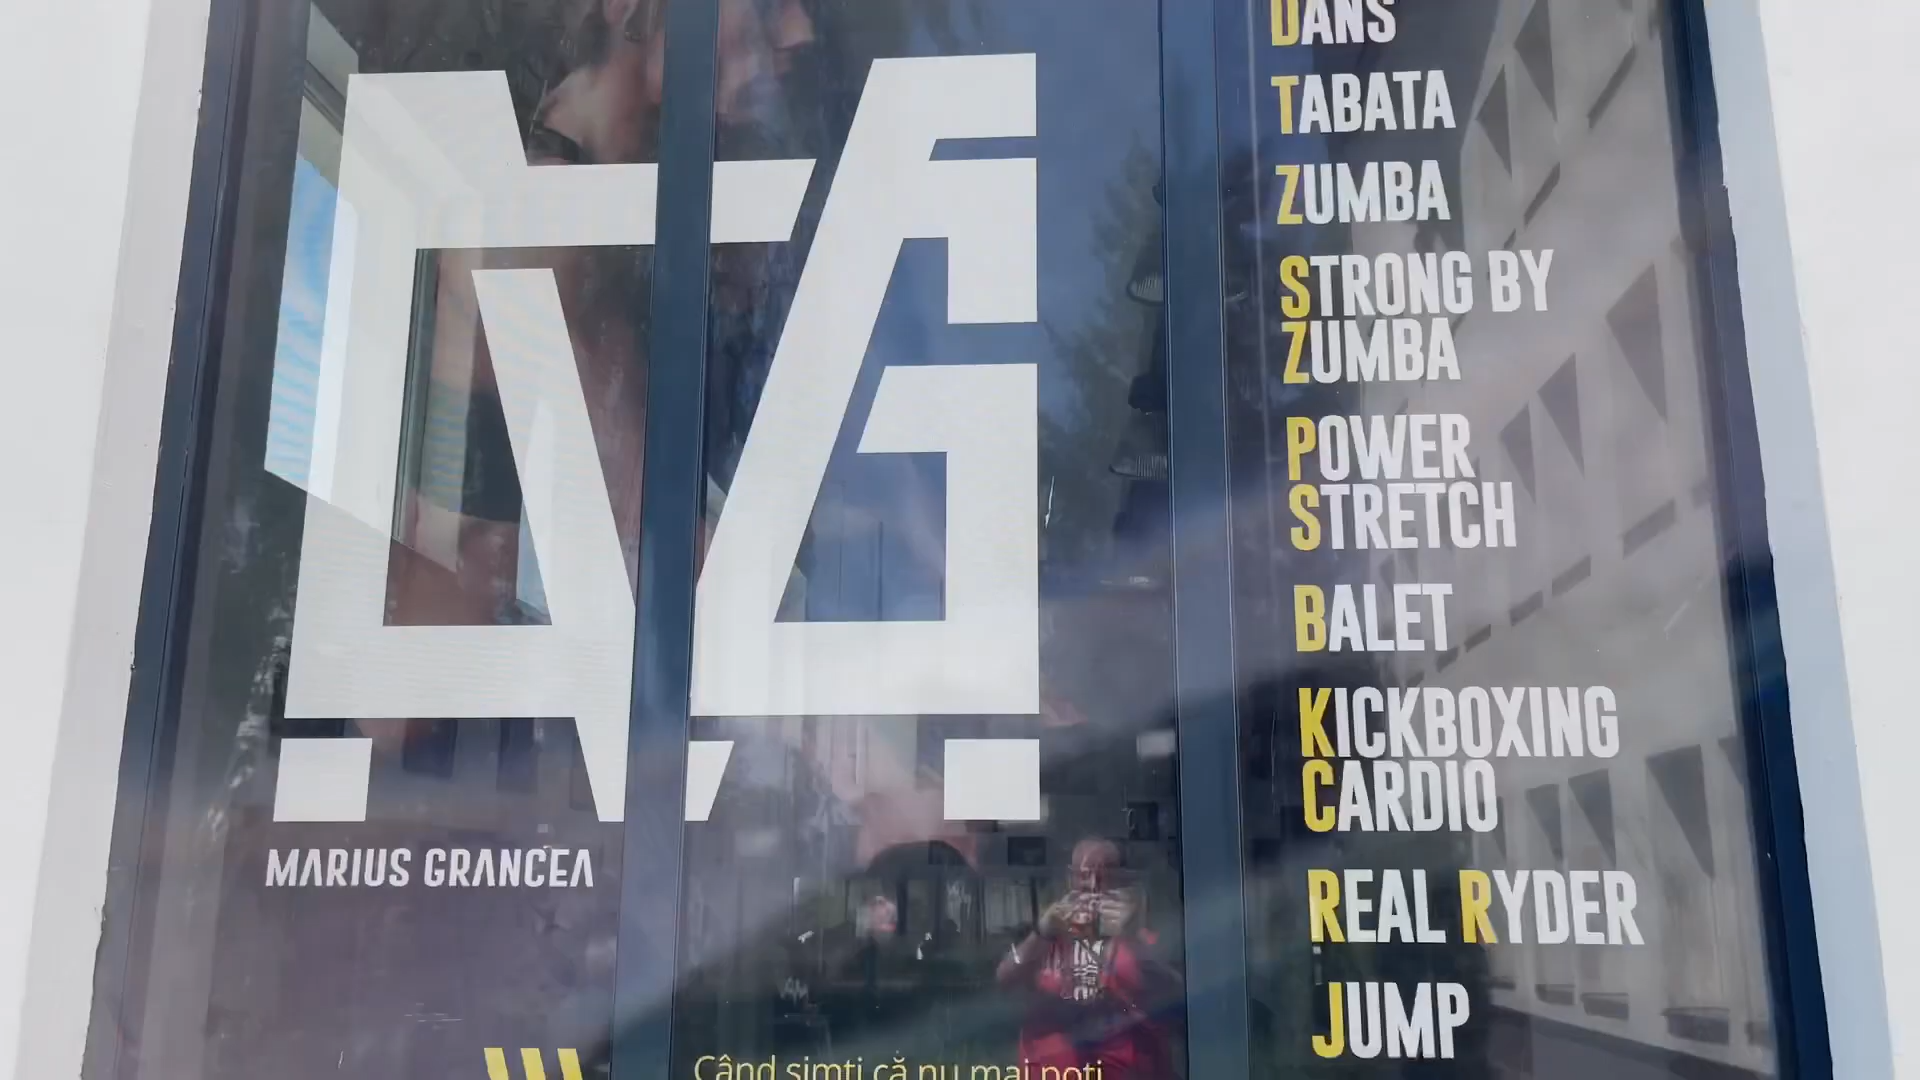 MARIUS GRANCEA
Când simți că nu mai poți
DANS
TABATA
ZUMBA
STRONG BY
ZUMBA
POWER
STRETCH
BALET
KICKBOXING
CARDIO
REAL RYDER
JUMP